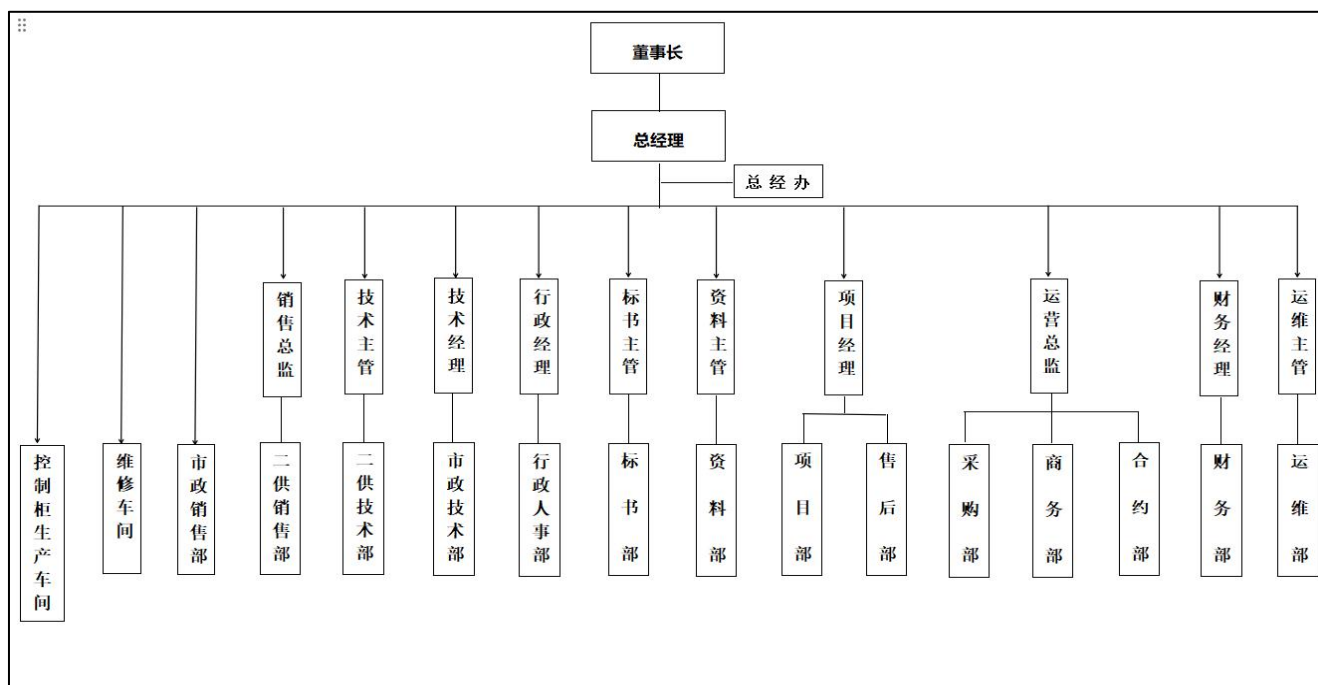 董事长
总经理
总经办
销售总监
技术主管
技术经理
行政经理
标书主管
资料主管
项目经理
运营总监
财务经理
运维主管
控制柜生产车间
维修车间
市政销售部
二供销售部
二供技术部
市政技术部
行政人事部
标书部
资料部
项目部
售后部
采购部
商务部
合约部
财务部
运维部